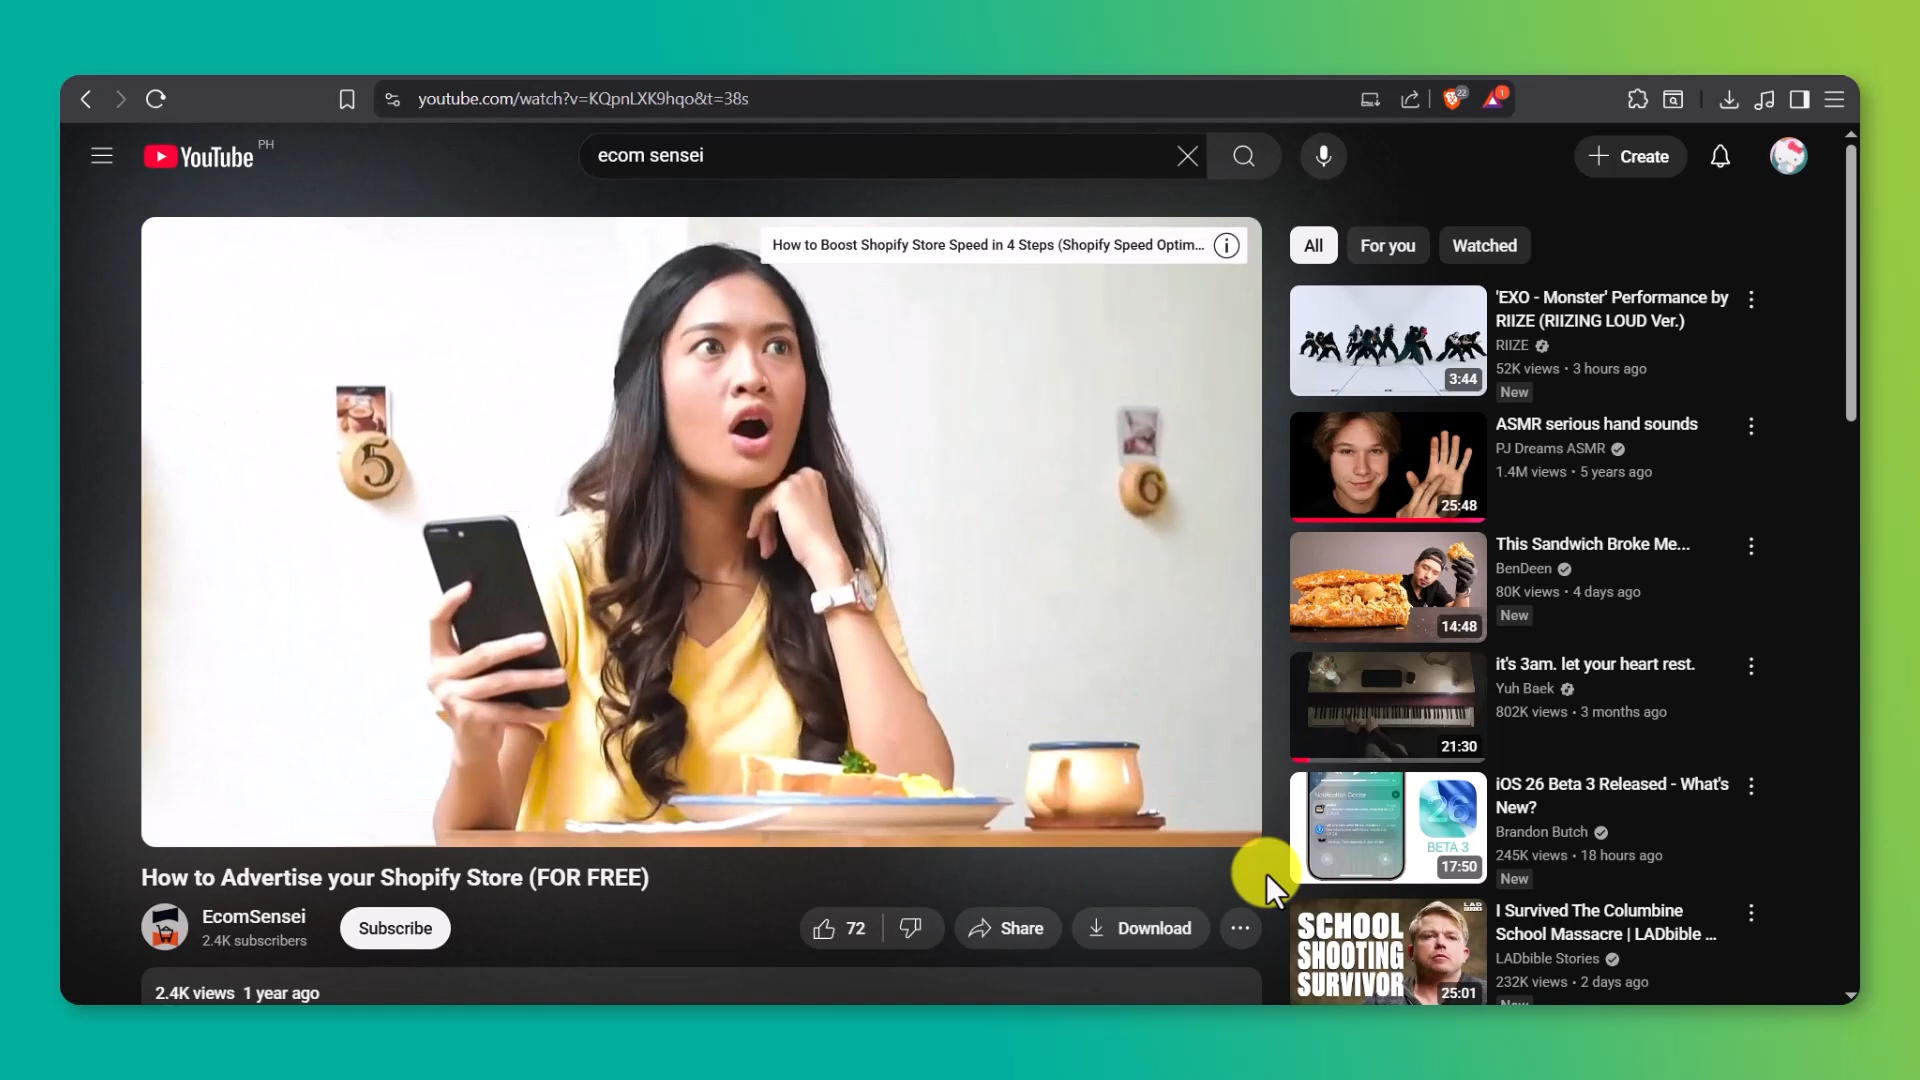 youtube.com/watch?v=KQpnLXK9hqo&t=38s
22
1
YouTube PH
ecom sensei
Create
How to Boost Shopify Store Speed in 4 Steps (Shopify Speed Optim...
5
6
How to Advertise your Shopify Store (FOR FREE)
EcomSensei
2.4K subscribers
Subscribe
72
Share
Download
2.4K views 1 year ago
All
For you
Watched
3:44
'EXO - Monster' Performance by
RIIZE (RIIZING LOUD Ver.)
RIIZE
52K views • 3 hours ago
New
25:48
ASMR serious hand sounds
PJ Dreams ASMR
1.4M views • 5 years ago
14:48
This Sandwich Broke Me...
BenDeen
80K views • 4 days ago
New
21:30
it's 3am. let your heart rest.
Yuh Baek
802K views • 3 months ago
Notification Center
26
BETA 3
17:50
iOS 26 Beta 3 Released - What's
New?
Brandon Butch
245K views • 18 hours ago
New
LAD
SCHOOL
SHOOTING
SURVIVOR
25:01
I Survived The Columbine
School Massacre | LADbible ...
LADbible Stories
232K views • 2 days ago
New